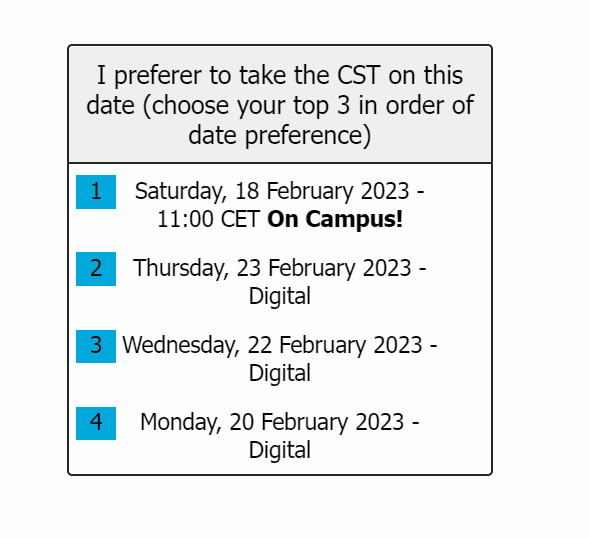 I preferer to take the CST on this
date (choose your top 3 in order of
date preference)
1 Saturday, 18 February 2023 -
11:00 CET On Campus!
2 Thursday, 23 February 2023 -
Digital
3 Wednesday, 22 February 2023 -
Digital
4 Monday, 20 February 2023 -
Digital